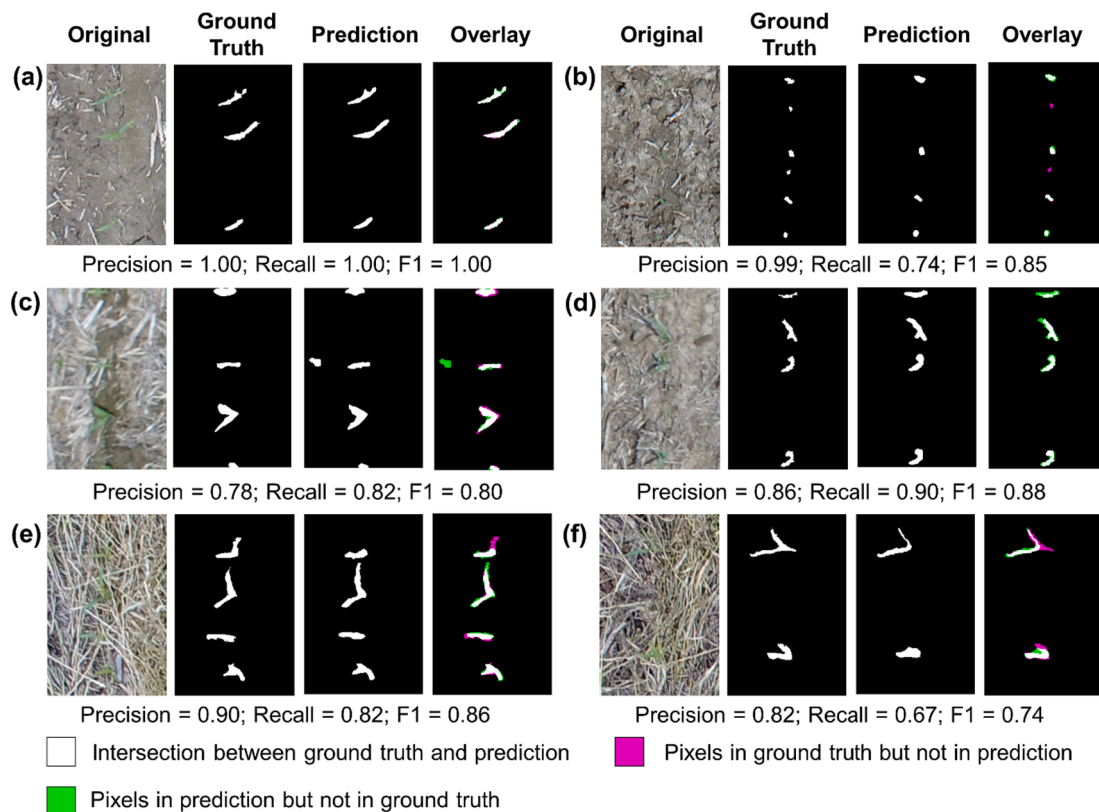 Original Ground Truth Prediction Overlay Original Ground Truth Prediction Overlay
(a) (b)
Precision = 1.00; Recall = 1.00; F1 = 1.00 Precision = 0.99; Recall = 0.74; F1 = 0.85
(c) (d)
Precision = 0.78; Recall = 0.82; F1 = 0.80 Precision = 0.86; Recall = 0.90; F1 = 0.88
(e) (f)
Precision = 0.90; Recall = 0.82; F1 = 0.86 Precision = 0.82; Recall = 0.67; F1 = 0.74
Intersection between ground truth and prediction Pixels in ground truth but not in prediction
Pixels in prediction but not in ground truth